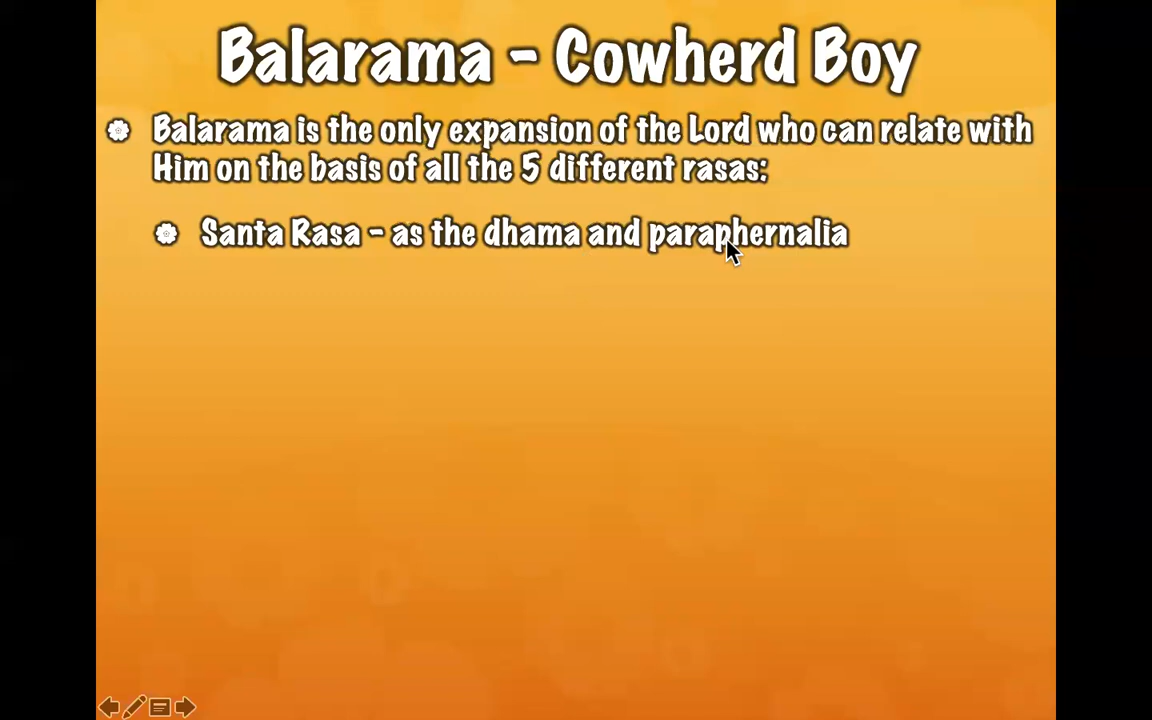 Balarama - Cowherd Boy
Balarama is the only expansion of the Lord who can relate with
Him on the basis of all the 5 different rasas:
Santa Rasa - as the dhama and paraphernalia